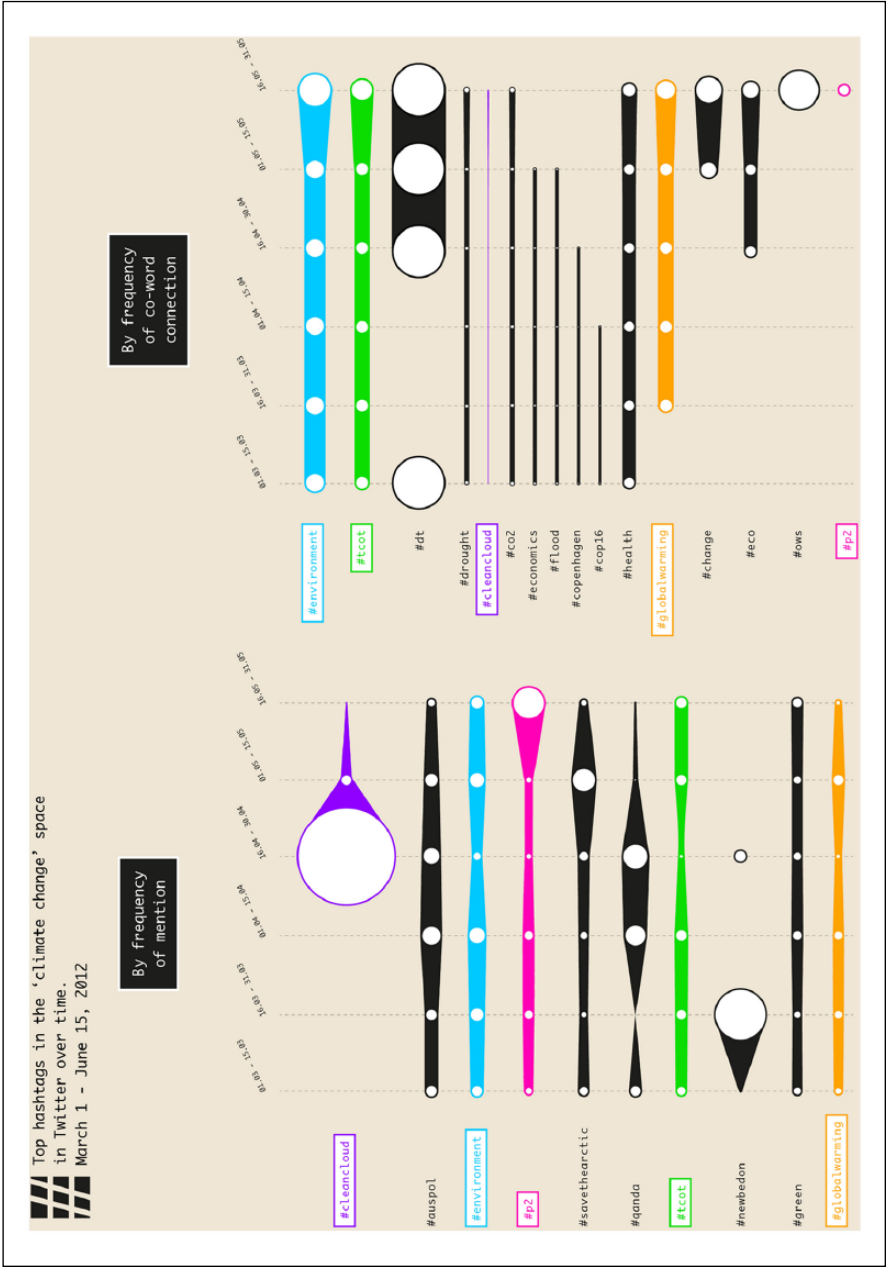 Top hashtags in the ‘climate change’ space
in Twitter over time.
March 1 - June 15, 2012
By frequency
of mention
01.03 - 15.03
16.03 - 31.03
01.04 - 15.04
16.04 - 30.04
01.05 - 15.05
16.05 - 31.05
#cleancloud
#auspol
#environment
#p2
#savethearctic
#qanda
#tcot
#newbedon
#green
#globalwarming
By frequency
of co-word
connection
01.03 - 15.03
16.03 - 31.03
01.04 - 15.04
16.04 - 30.04
01.05 - 15.05
16.05 - 31.05
#environment
#tcot
#dt
#drought
#cleancloud
#co2
#economics
#flood
#copenhagen
#cop16
#health
#globalwarming
#change
#eco
#ows
#p2